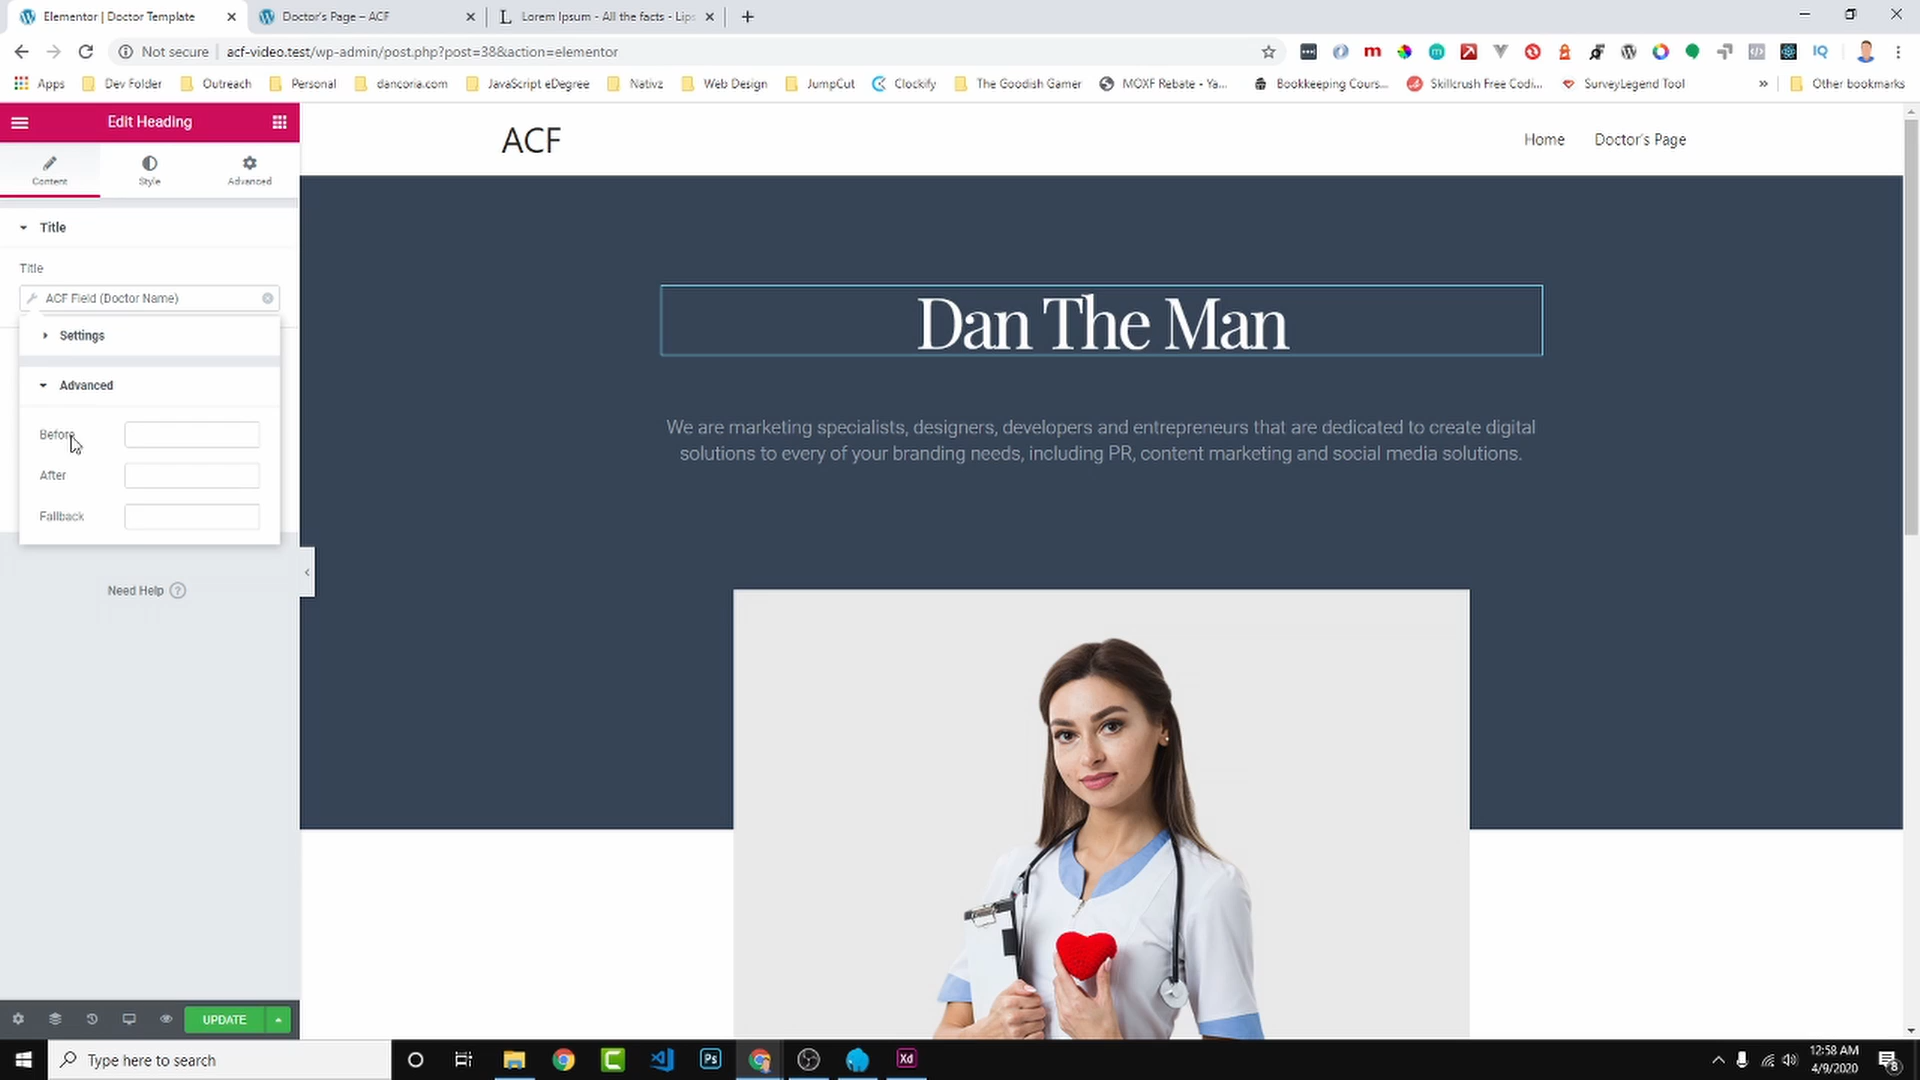 Elementor | Doctor Template
Doctor's Page – ACF
Lorem Ipsum - All the facts - Lips
Not secure | acf-video.test/wp-admin/post.php?post=38&action=elementor
Apps Dev Folder Outreach Personal dancoria.com JavaScript eDegree Nativz Web Design JumpCut Clockify The Goodish Gamer MOXF Rebate - Ya... Bookkeeping Cours... Skillcrush Free Codi... SurveyLegend Tool » Other bookmarks
Edit Heading
Content Style Advanced
Title
Title
ACF Field (Doctor Name)
Settings
Advanced
Before
After
Fallback
Need Help
UPDATE
ACF
Home Doctor's Page
Dan The Man
We are marketing specialists, designers, developers and entrepreneurs that are dedicated to create digital
solutions to every of your branding needs, including PR, content marketing and social media solutions.
Type here to search
Ps
Xd
12:58 AM
4/9/2020
8